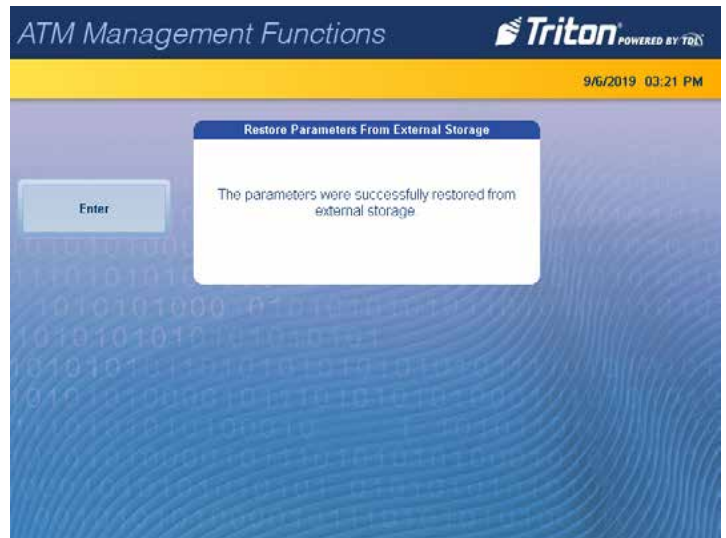 ATM Management Functions
Triton POWERED BY TDL
9/6/2019 03:21 PM
Restore Parameters From External Storage
Enter
The parameters were successfully restored from
external storage